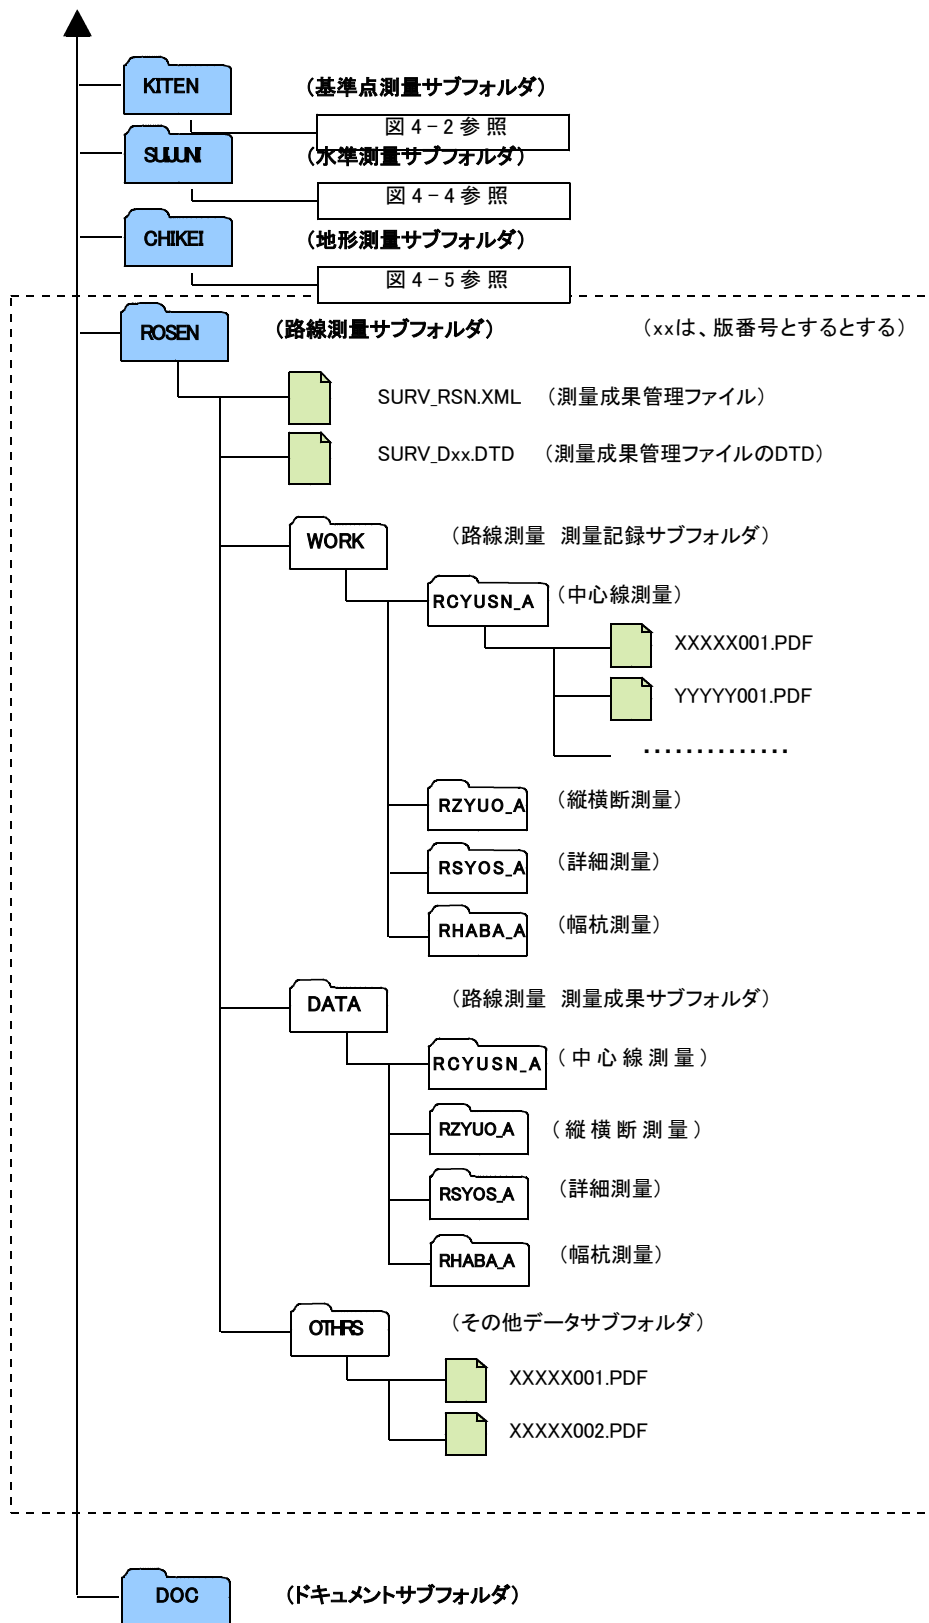 KITEN （基準点測量サブフォルダ）
図４－２参照
SUIJUNI （水準測量サブフォルダ）
図４－４参照
CHIKEI （地形測量サブフォルダ）
図４－５参照
ROSEN （路線測量サブフォルダ） （xxは、版番号とするとする）
SURV_RSN.XML （測量成果管理ファイル）
SURV_Dxx.DTD （測量成果管理ファイルのDTD）
WORK （路線測量　測量記録サブフォルダ）
RCYUSN_A （中心線測量）
XXXXX001.PDF
YYYYY001.PDF
・・・・・・・・・・・・・・
RZYUO_A （縦横断測量）
RSYOS_A （詳細測量）
RHABA_A （幅杭測量）
DATA （路線測量　測量成果サブフォルダ）
RCYUSN_A （中心線測量）
RZYUO_A （縦横断測量）
RSYOS_A （詳細測量）
RHABA_A （幅杭測量）
OTHRS （その他データサブフォルダ）
XXXXX001.PDF
XXXXX002.PDF
DOC （ドキュメントサブフォルダ）